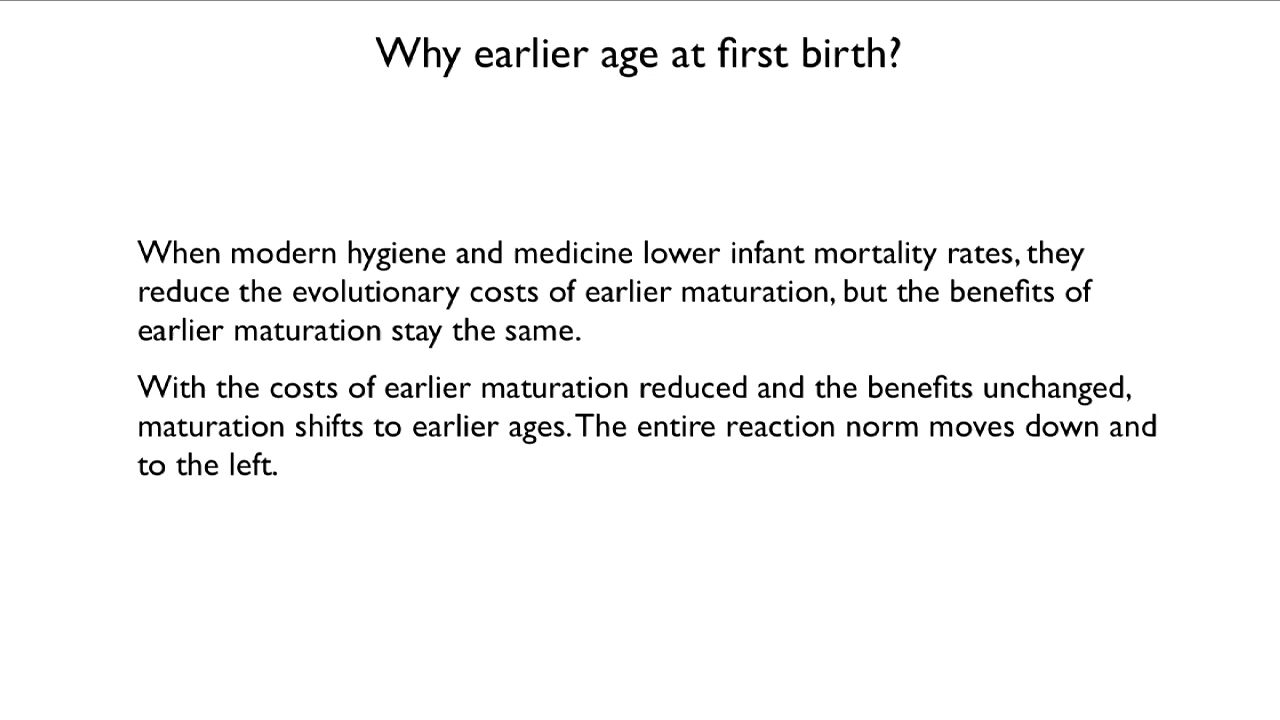 Why earlier age at first birth?
When modern hygiene and medicine lower infant mortality rates, they
reduce the evolutionary costs of earlier maturation, but the benefits of
earlier maturation stay the same.
With the costs of earlier maturation reduced and the benefits unchanged,
maturation shifts to earlier ages. The entire reaction norm moves down and
to the left.